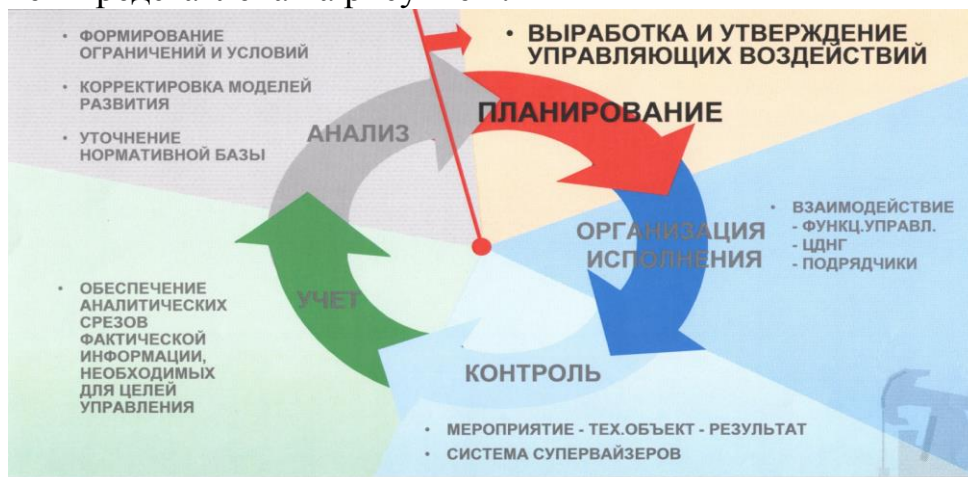 • ФОРМИРОВАНИЕ
ОГРАНИЧЕНИЙ И УСЛОВИЙ
• КОРРЕКТИРОВКА МОДЕЛЕЙ
РАЗВИТИЯ
• УТОЧНЕНИЕ
НОРМАТИВНОЙ БАЗЫ
АНАЛИЗ
• ВЫРАБОТКА И УТВЕРЖДЕНИЕ
УПРАВЛЯЮЩИХ ВОЗДЕЙСТВИЙ
ПЛАНИРОВАНИЕ
ОРГАНИЗАЦИЯ
ИСПОЛНЕНИЯ
• ВЗАИМОДЕЙСТВИЕ
- ФУНКЦ.УПРАВЛ.
- ЦДНГ
- ПОДРЯДЧИКИ
УЧЕТ
• ОБЕСПЕЧЕНИЕ
АНАЛИТИЧЕСКИХ
СРЕЗОВ
ФАКТИЧЕСКОЙ
ИНФОРМАЦИИ,
НЕОБХОДИМЫХ
ДЛЯ ЦЕЛЕЙ
УПРАВЛЕНИЯ
КОНТРОЛЬ
• МЕРОПРИЯТИЕ - ТЕХ.ОБЪЕКТ - РЕЗУЛЬТАТ
• СИСТЕМА СУПЕРВАЙЗЕРОВ